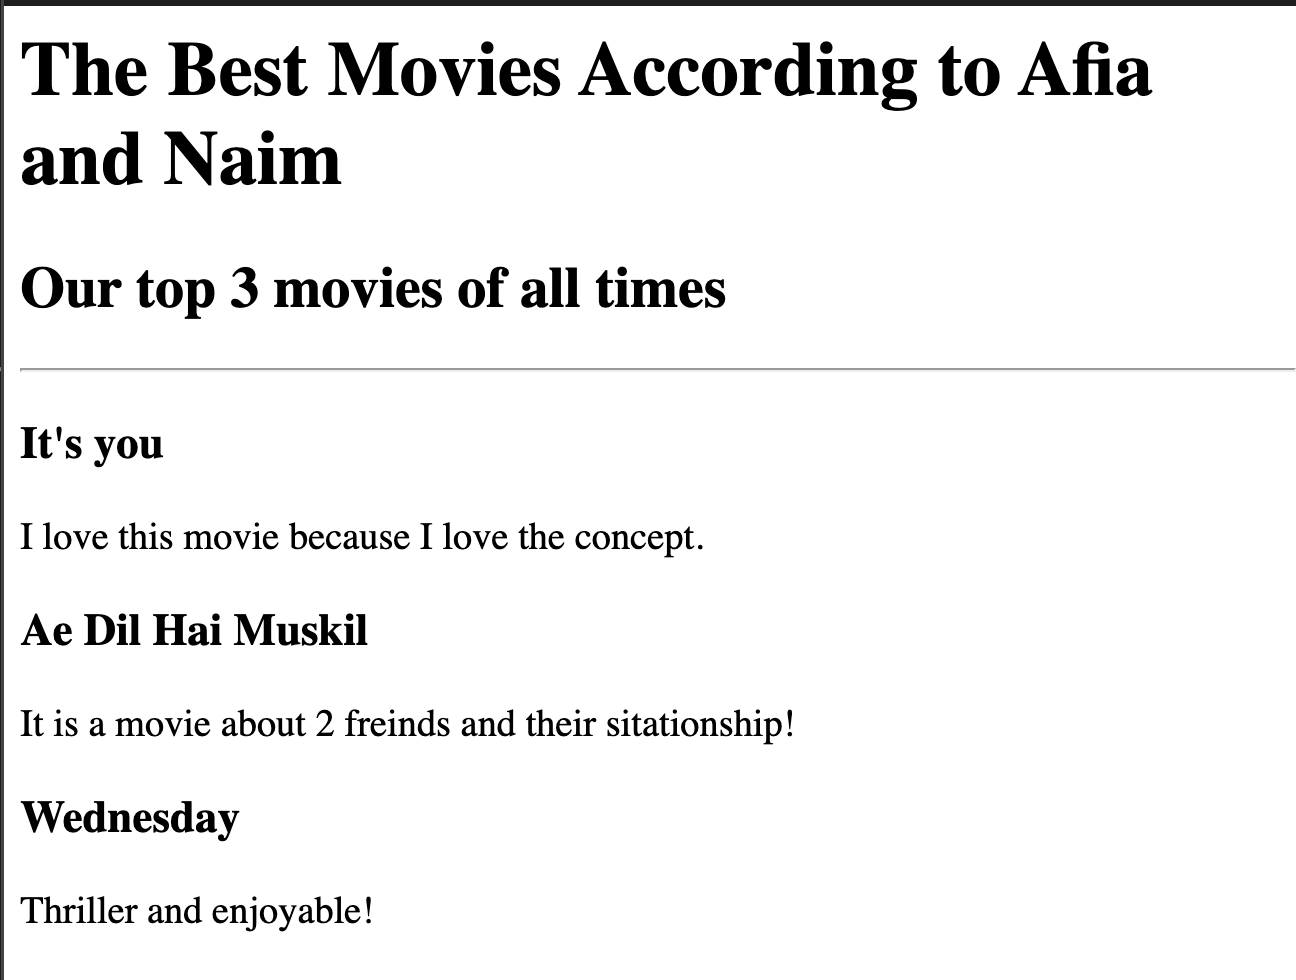 The Best Movies According to Afia
and Naim
Our top 3 movies of all times
It's you
I love this movie because I love the concept.
Ae Dil Hai Muskil
It is a movie about 2 freinds and their sitationship!
Wednesday
Thriller and enjoyable!